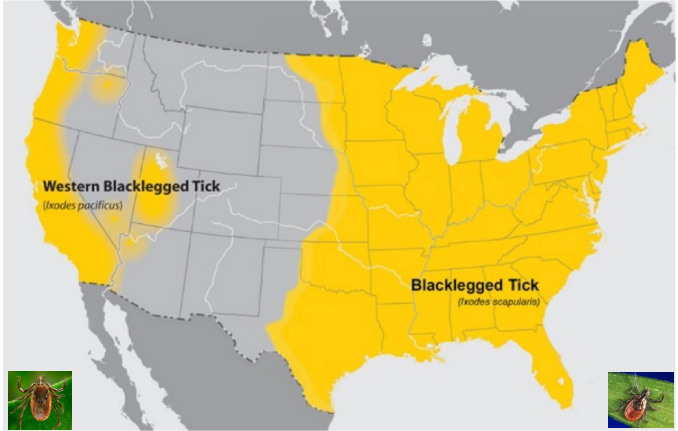 Western Blacklegged Tick
(Ixodes pacificus)
Blacklegged Tick
(Ixodes scapularis)